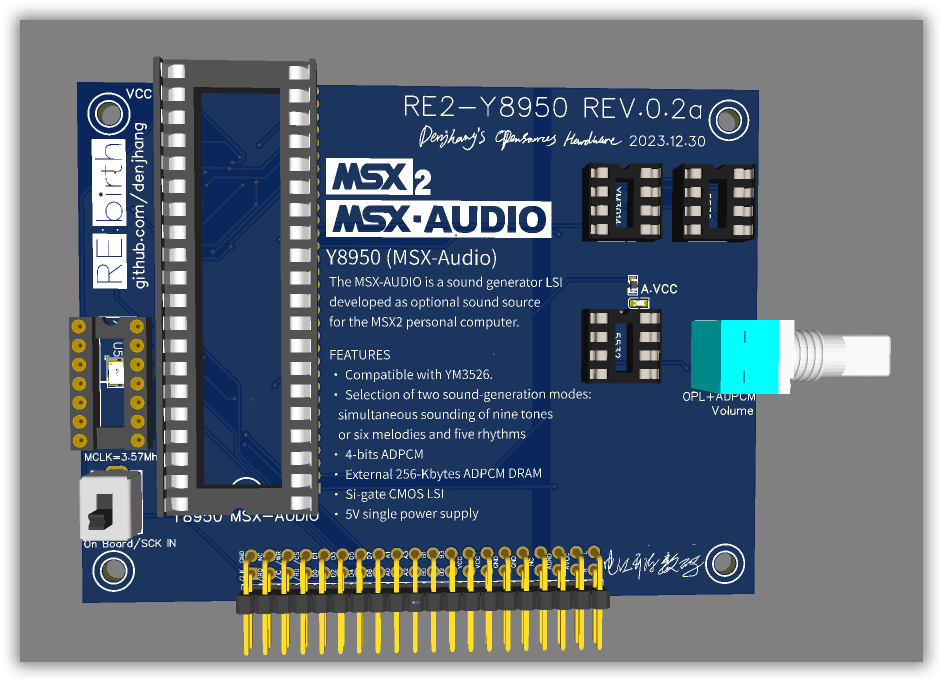 VCC
RE:birth
github.com/denjhang
RE2-Y8950 REV.0.2a
Denjhang's OpenSources Hardware 2023.12.30
MSX2
MSX·AUDIO
Y8950 (MSX-Audio)
The MSX-AUDIO is a sound generator LSI
developed as optional sound source
for the MSX2 personal computer.
FEATURES
· Compatible with YM3526.
· Selection of two sound-generation modes:
simultaneous sounding of nine tones
or six melodies and five rhythms
· 4-bits ADPCM
· External 256-Kbytes ADPCM DRAM
· Si-gate CMOS LSI
· 5V single power supply
YM3014
A.VCC
5532
OPL+ADPCM
Volume
MCLK=3.57Mh
On Board/SCK IN
Y8950 MSX-AUDIO